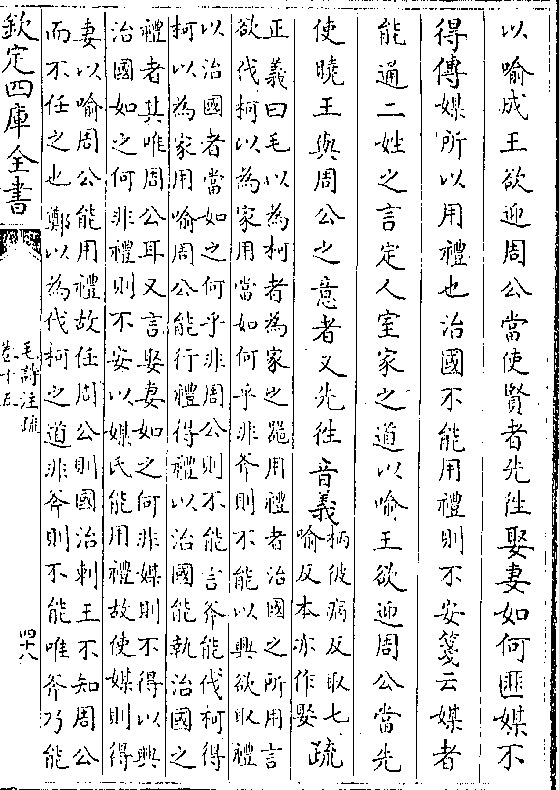 以喻成王欲迎周公當使賢者先徃娶妻如何匪媒不
得傳媒所以用禮也治國不能用禮則不安箋云媒者
能通二姓之言定人室家之道以喻王欲迎周公當先
使曉王與周公之意者又先徃音義柄彼病反取七
喻反本亦作娶疏
正義曰毛以為柯者為家之器用禮者治國之所用言
欲伐柯以為家用當如何乎非斧則不能以興欲取禮
以治國者當如之何乎非周公則不能言斧能伐柯得
柯以為家用喻周公能行禮得禮以治國能執治國之
禮者其唯周公耳又言娶妻如之何非媒則不得以興
治國如之何非禮則不安以媒氏能用禮故使媒則得
妻以喻周公能用禮故任周公則國治刺王不知周公
而不任之也鄭以為伐柯之道非斧則不能唯斧乃能
欽定四庫全書
毛詩注疏
卷十五
四十八